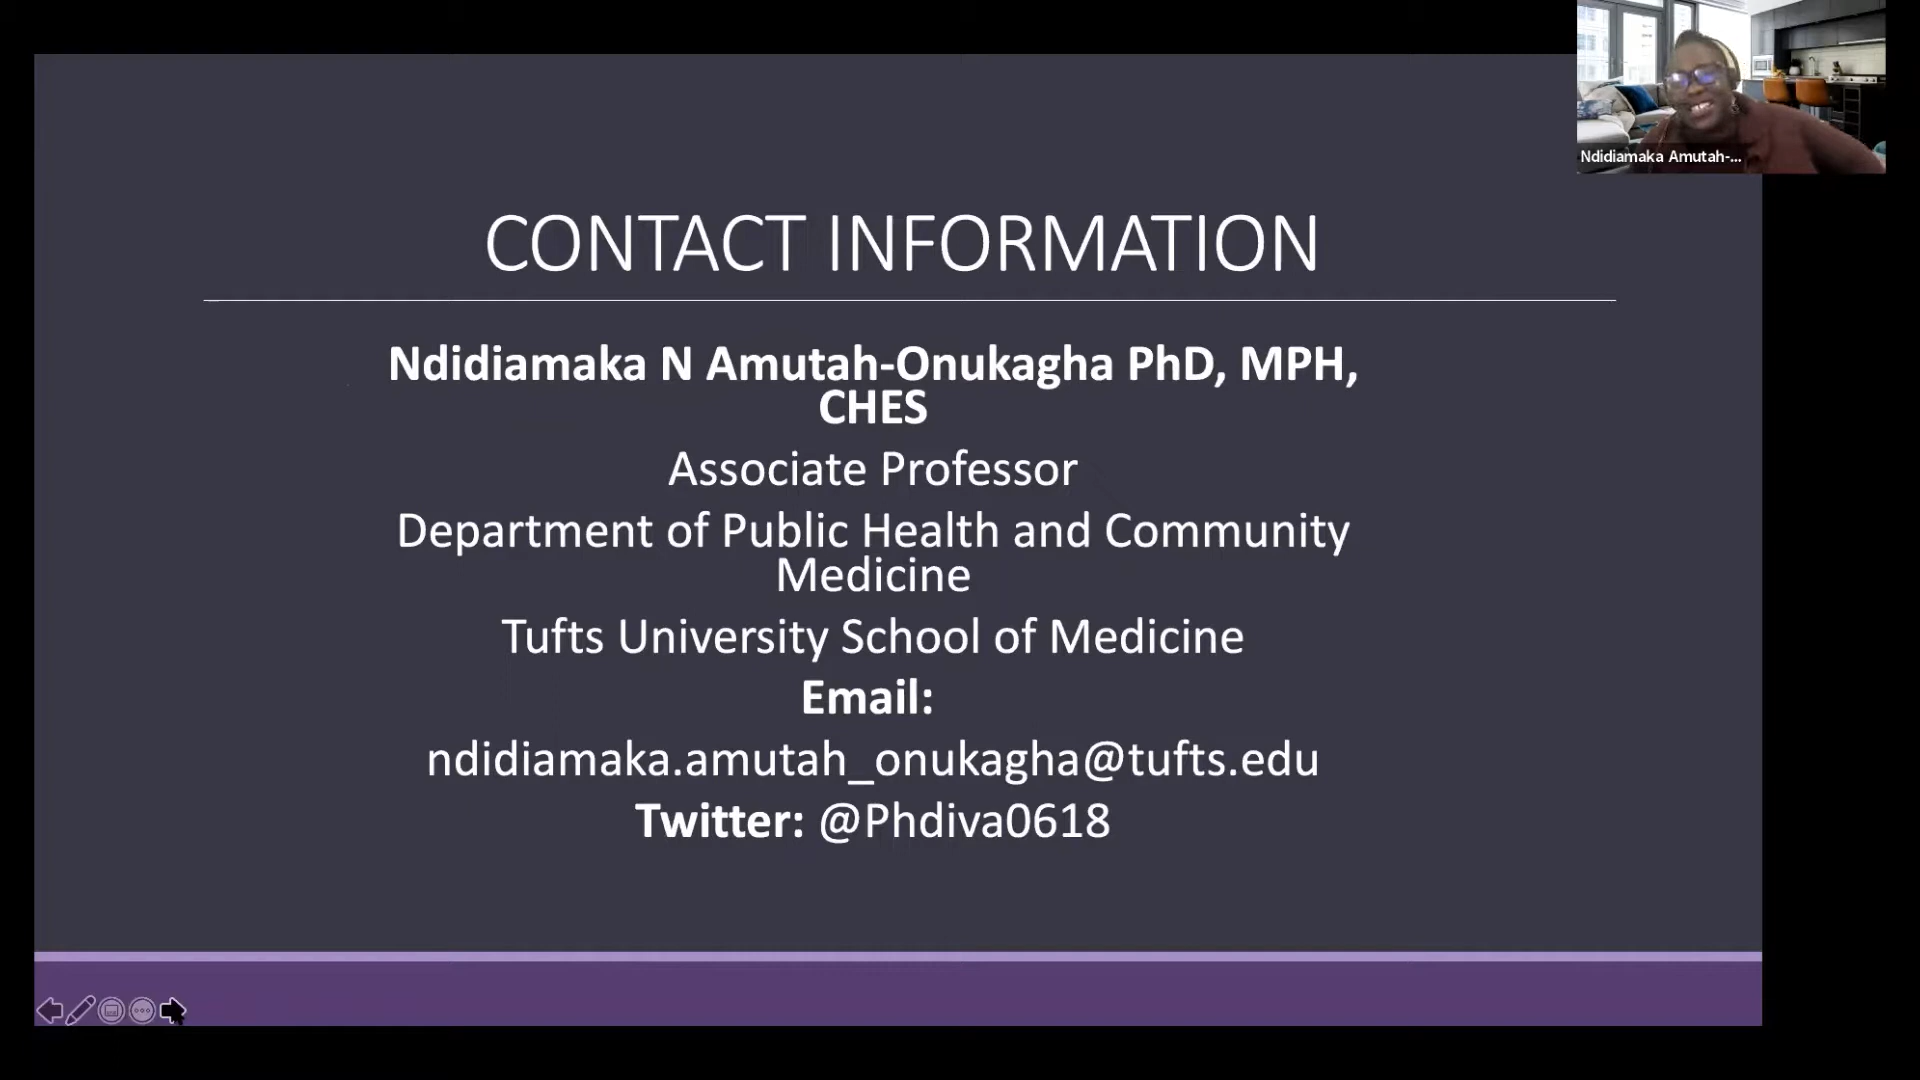 Ndidiamaka Amutah-...
CONTACT INFORMATION
Ndidiamaka N Amutah-Onukagha PhD, MPH,
CHES
Associate Professor
Department of Public Health and Community
Medicine
Tufts University School of Medicine
Email:
ndidiamaka.amutah_onukagha@tufts.edu
Twitter: @Phdiva0618